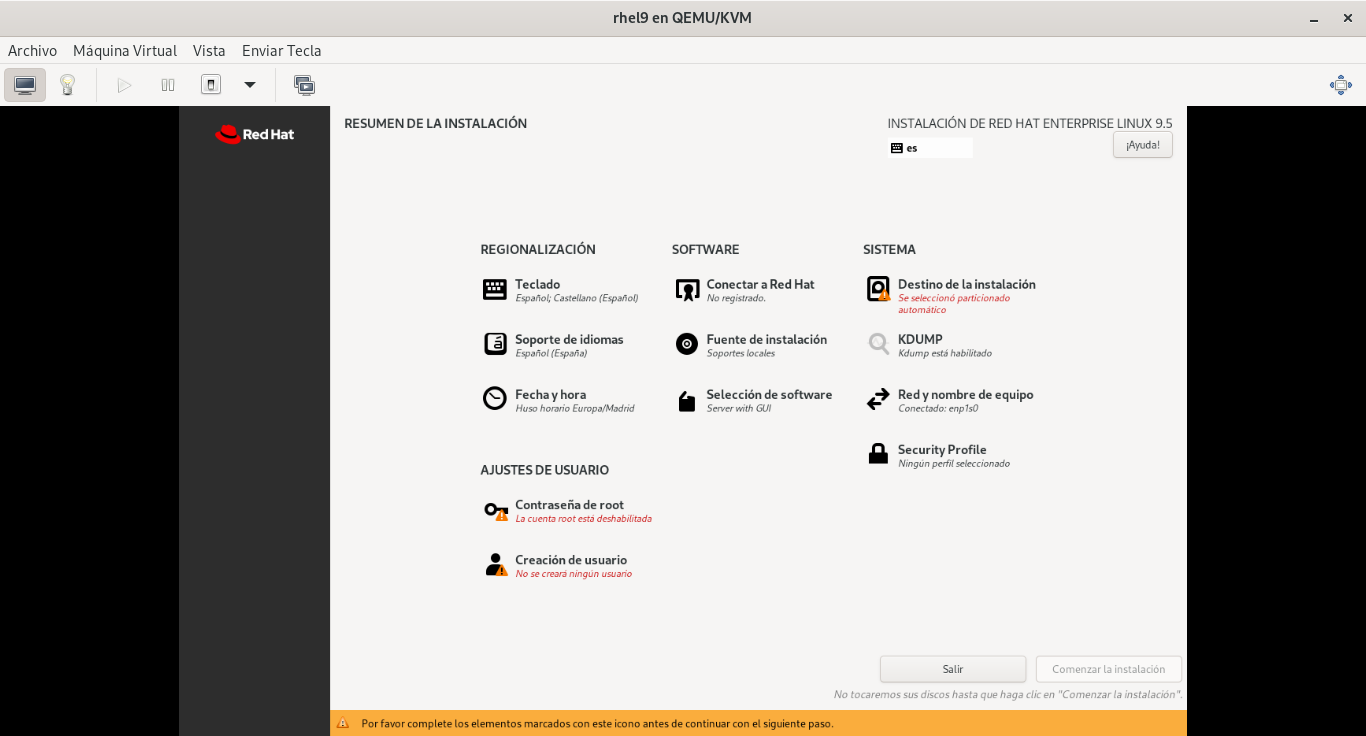 rhel9 en QEMU/KVM
Archivo Máquina Virtual Vista Enviar Tecla
Red Hat
RESUMEN DE LA INSTALACIÓN
INSTALACIÓN DE RED HAT ENTERPRISE LINUX 9.5
es
¡Ayuda!
REGIONALIZACIÓN
Teclado
Español; Castellano (Español)
Soporte de idiomas
Español (España)
Fecha y hora
Huso horario Europa/Madrid
SOFTWARE
Conectar a Red Hat
No registrado.
Fuente de instalación
Soportes locales
Selección de software
Server with GUI
SISTEMA
Destino de la instalación
Se seleccionó particionado
automático
KDUMP
Kdump está habilitado
Red y nombre de equipo
Conectado: enp1s0
Security Profile
Ningún perfil seleccionado
AJUSTES DE USUARIO
Contraseña de root
La cuenta root está deshabilitada
Creación de usuario
No se creará ningún usuario
Salir
Comenzar la instalación
No tocaremos sus discos hasta que haga clic en "Comenzar la instalación".
Por favor complete los elementos marcados con este icono antes de continuar con el siguiente paso.